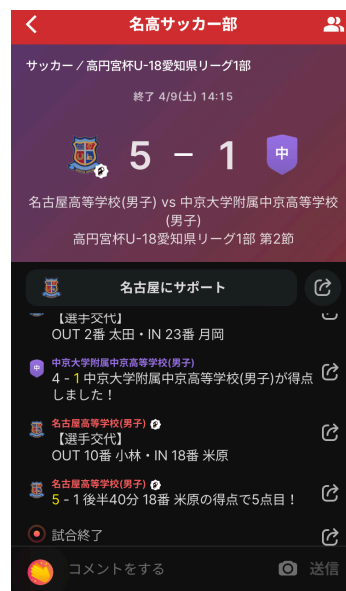 名高サッカー部
サッカー / 高円宮杯U-18愛知県リーグ1部
終了 4/9(土) 14:15
5 - 1
中
名古屋高等学校(男子) vs 中京大学附属中京高等学校
(男子)
高円宮杯U-18愛知県リーグ1部 第2節
名古屋にサポート
【選手交代】
OUT 2番 太田・IN 23番 月岡
中
中京大学附属中京高等学校(男子)
4 - 1 中京大学附属中京高等学校(男子)が得点
しました!
名古屋高等学校(男子)
【選手交代】
OUT 10番 小林・IN 18番 米原
名古屋高等学校(男子)
5 - 1 後半40分 18番 米原の得点で5点目!
試合終了
コメントをする
送信